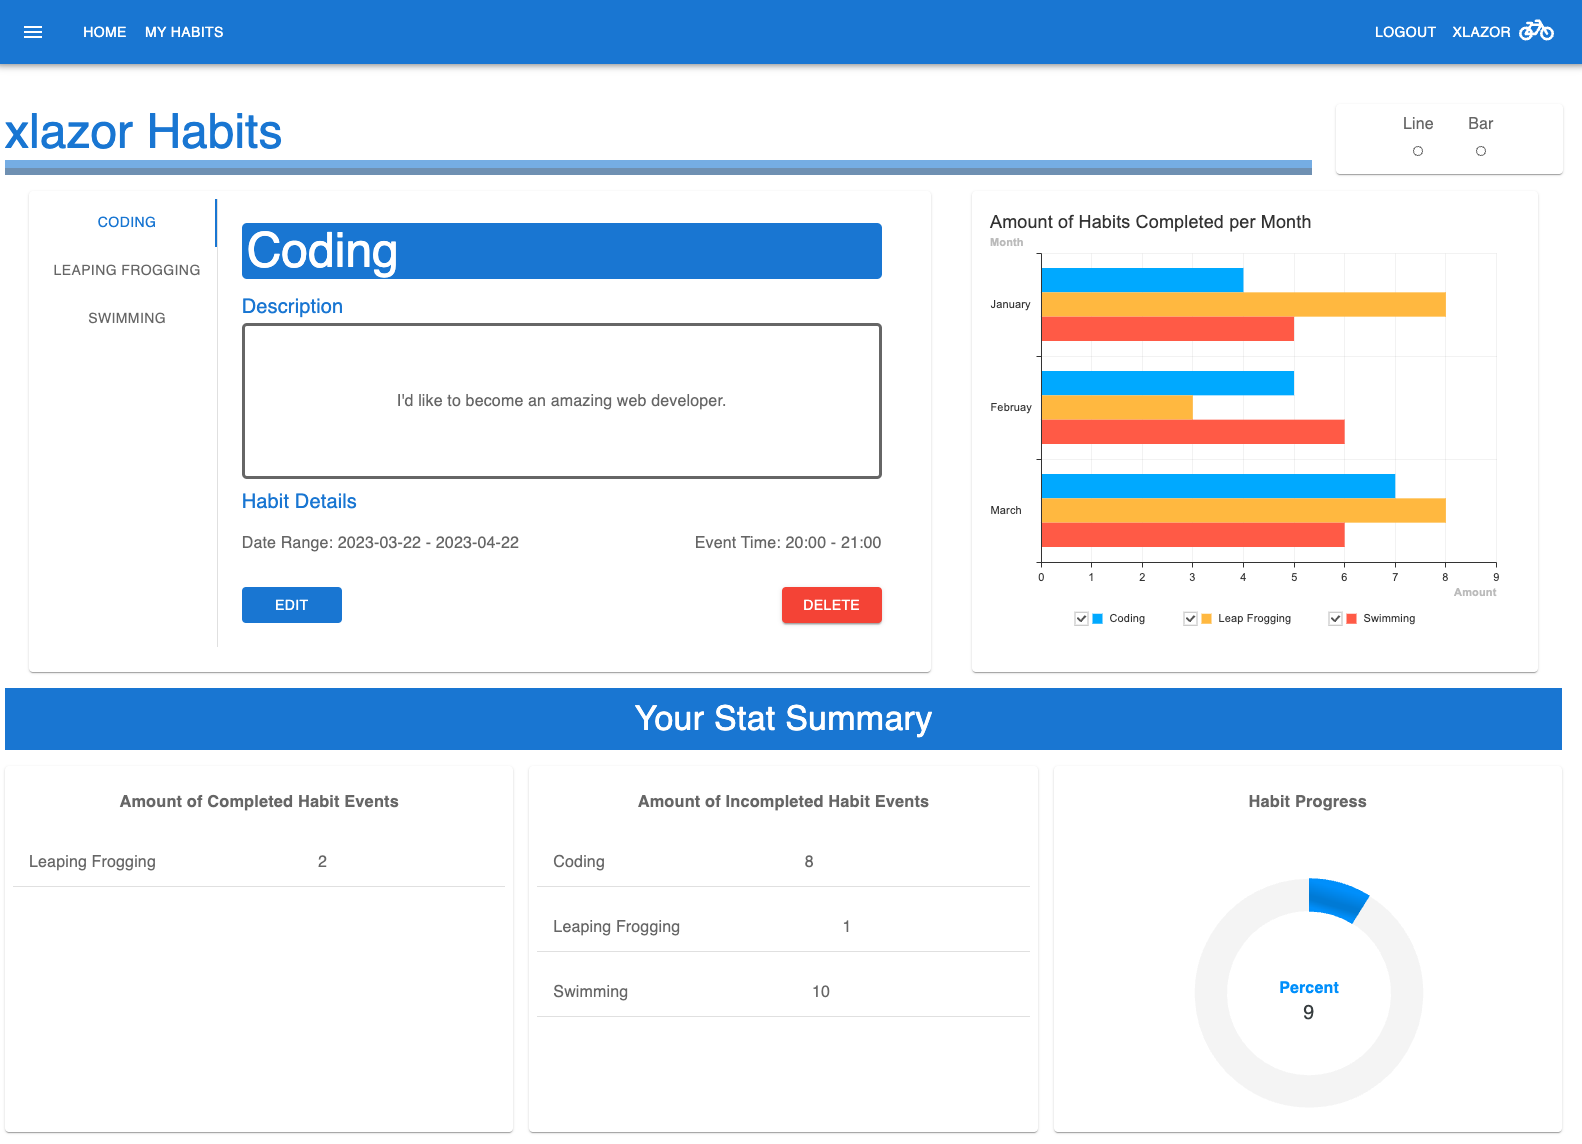 HOME MY HABITS LOGOUT XLAZOR
xlazor Habits
Line Bar
CODING
LEAPING FROGGING
SWIMMING
Coding
Description
I'd like to become an amazing web developer.
Habit Details
Date Range: 2023-03-22 - 2023-04-22 Event Time: 20:00 - 21:00
EDIT DELETE
Amount of Habits Completed per Month
Month
January
Februay
March
0 1 2 3 4 5 6 7 8 9
Amount
Coding Leap Frogging Swimming
Your Stat Summary
Amount of Completed Habit Events
Leaping Frogging 2
Amount of Incompleted Habit Events
Coding 8
Leaping Frogging 1
Swimming 10
Habit Progress
Percent
9